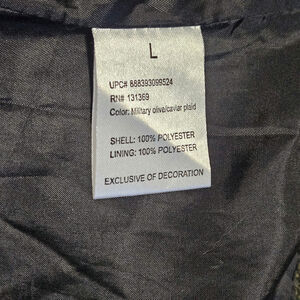 L
UPC# 888393099524
RN# 131369
Color: Military olive/caviar plaid
SHELL: 100% POLYESTER
LINING: 100% POLYESTER
EXCLUSIVE OF DECORATION